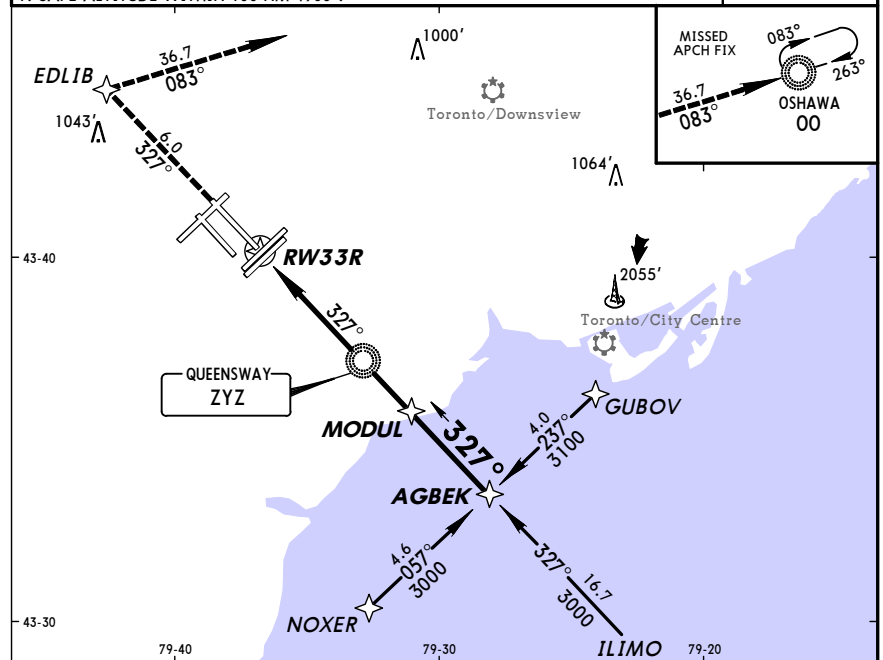 1000'
MISSED
APCH FIX
083°
263°
36.7
083°
OSHAWA
OO
EDLIB
36.7
083°
Toronto/Downsview
1043'
6.0
327°
1064'
43-40
RW33R
2055'
327°
Toronto/City Centre
QUEENSWAY
ZYZ
MODUL
327°
GUBOV
4.0
237°
3100
AGBEK
4.6
057°
3000
327°
16.7
3000
NOXER
ILIMO
43-30
79-40
79-30
79-20